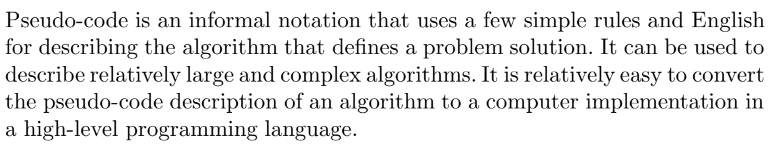 Pseudo-code is an informal notation that uses a few simple rules and English
for describing the algorithm that defines a problem solution. It can be used to
describe relatively large and complex algorithms. It is relatively easy to convert
the pseudo-code description of an algorithm to a computer implementation in
a high-level programming language.